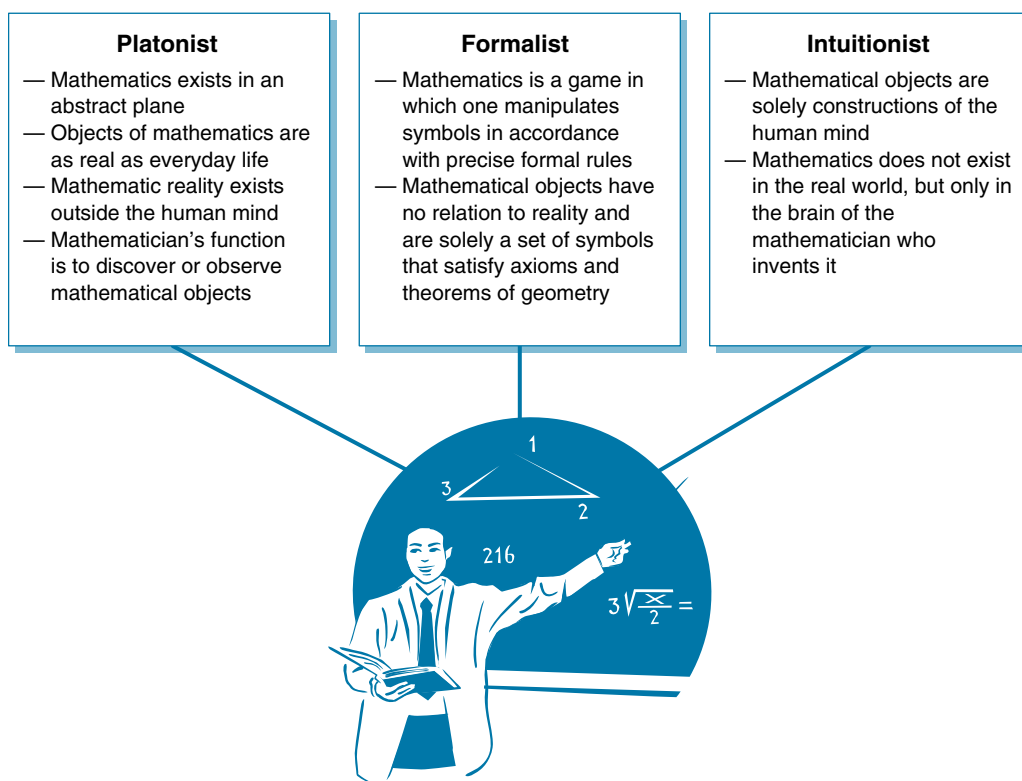 Platonist
— Mathematics exists in an
abstract plane
— Objects of mathematics are
as real as everyday life
— Mathematic reality exists
outside the human mind
— Mathematician's function
is to discover or observe
mathematical objects
Formalist
— Mathematics is a game in
which one manipulates
symbols in accordance
with precise formal rules
— Mathematical objects have
no relation to reality and
are solely a set of symbols
that satisfy axioms and
theorems of geometry
Intuitionist
— Mathematical objects are
solely constructions of the
human mind
— Mathematics does not exist
in the real world, but only in
the brain of the
mathematician who
invents it
1
3
2
216
3√(x/2) =